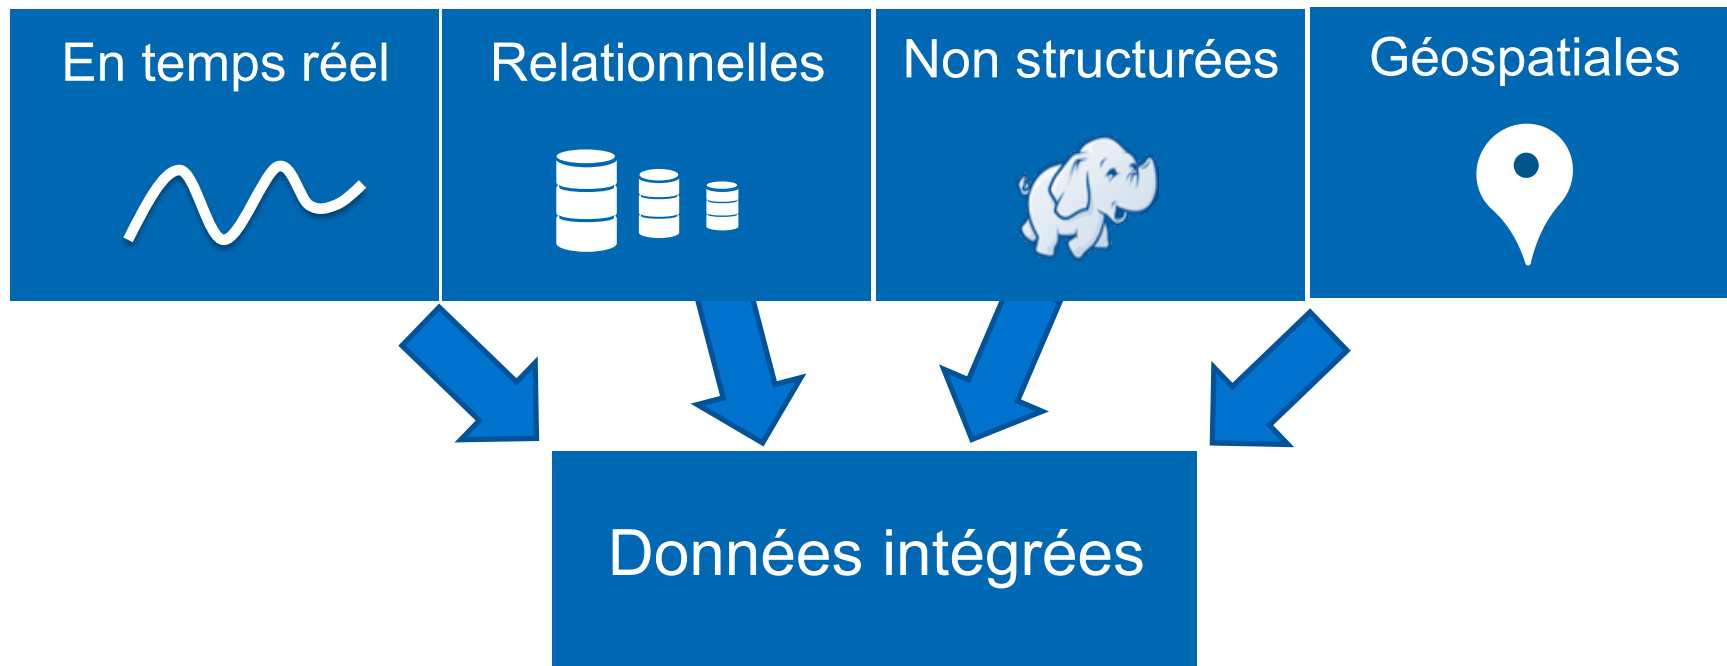 En temps réel
Relationnelles
Non structurées
Géospatiales
Données intégrées